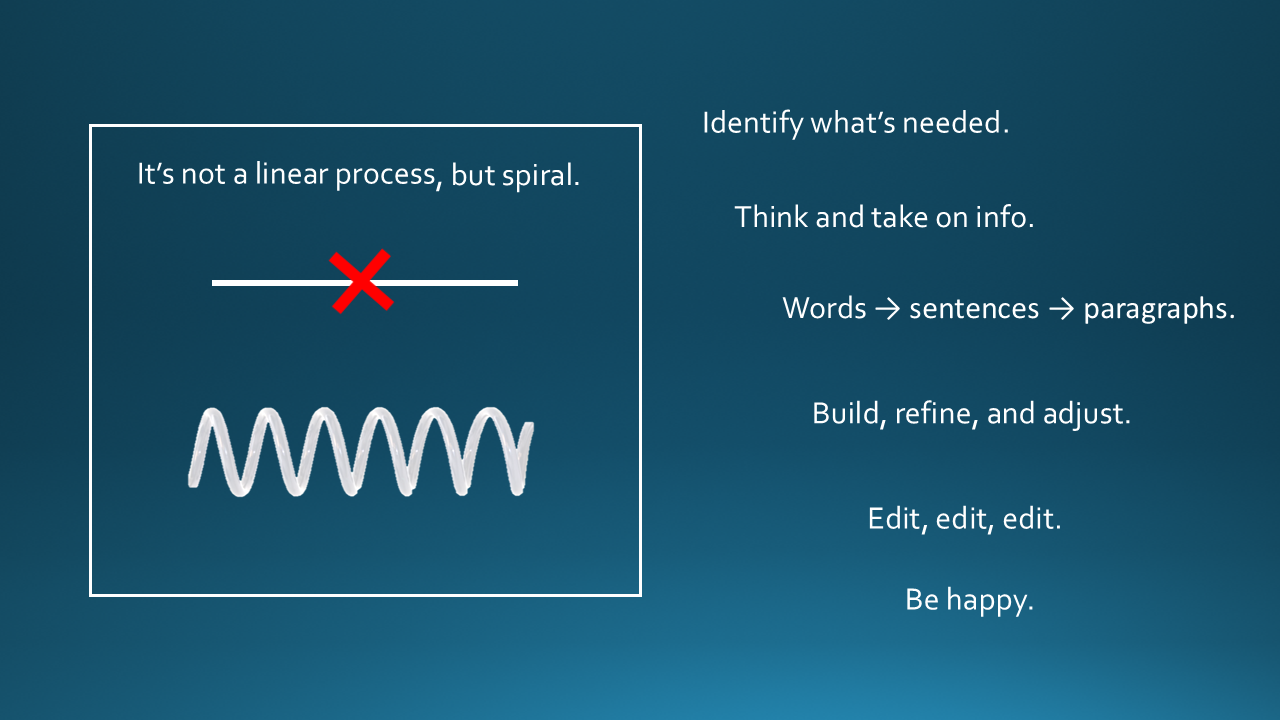 It’s not a linear process, but spiral.
Identify what’s needed.
Think and take on info.
Words → sentences → paragraphs.
Build, refine, and adjust.
Edit, edit, edit.
Be happy.